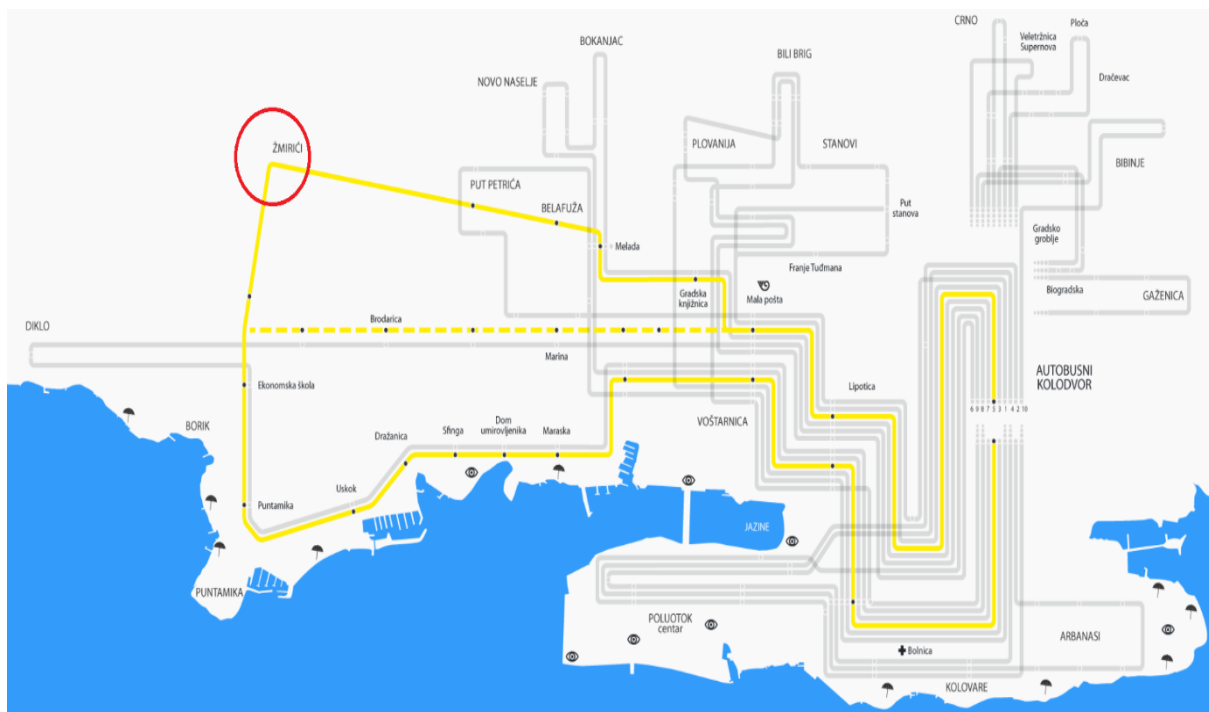 CRNO
Ploča
Veletržnica
Supernova
BOKANJAC
BILI BRIG
NOVO NASELJE
Dračevac
ŽMIRIĆI
PLOVANIJA
STANOVI
BIBINJE
PUT PETRIĆA
BELAFUŽA
Put
stanova
Melada
Gradsko
groblje
Franje Tuđmana
Gradska
knjižnica
Mala pošta
Biogradska
GAŽENICA
DIKLO
Brodarica
Marina
AUTOBUSNI
KOLODVOR
Ekonomska škola
Lipotica
6 9 8 7 5 3 1 4 2 10
BORIK
VOŠTARNICA
Dražanica
Sfinga
Dom
umirovljenika
Maraska
Uskok
Puntamika
JAZINE
PUNTAMIKA
POLUOTOK
centar
ARBANASI
Bolnica
KOLOVARE